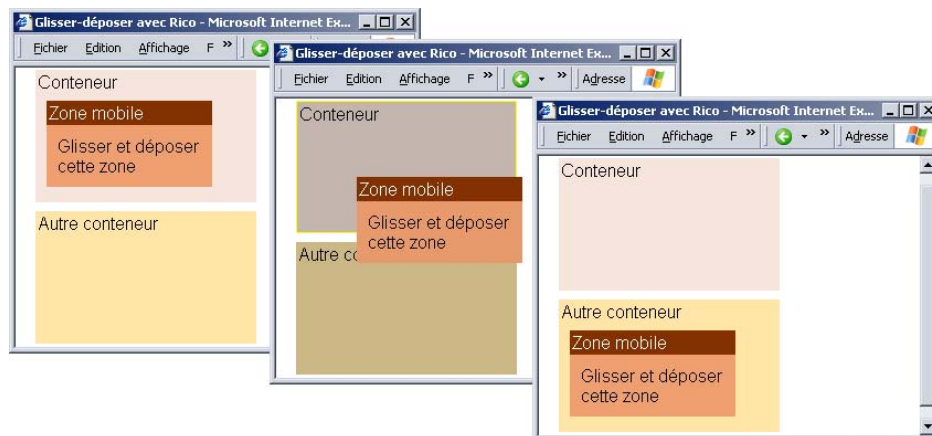 Glisser-déposer avec Rico - Microsoft Internet Ex...
Fichier Edition Affichage F »
Conteneur
Zone mobile
Glisser et déposer
cette zone
Autre conteneur
Glisser-déposer avec Rico - Microsoft Internet Ex...
Fichier Edition Affichage F » » Adresse
Conteneur
Zone mobile
Glisser et déposer
cette zone
Autre co
Glisser-déposer avec Rico - Microsoft Internet Ex...
Fichier Edition Affichage F » » Adresse
Conteneur
Autre conteneur
Zone mobile
Glisser et déposer
cette zone